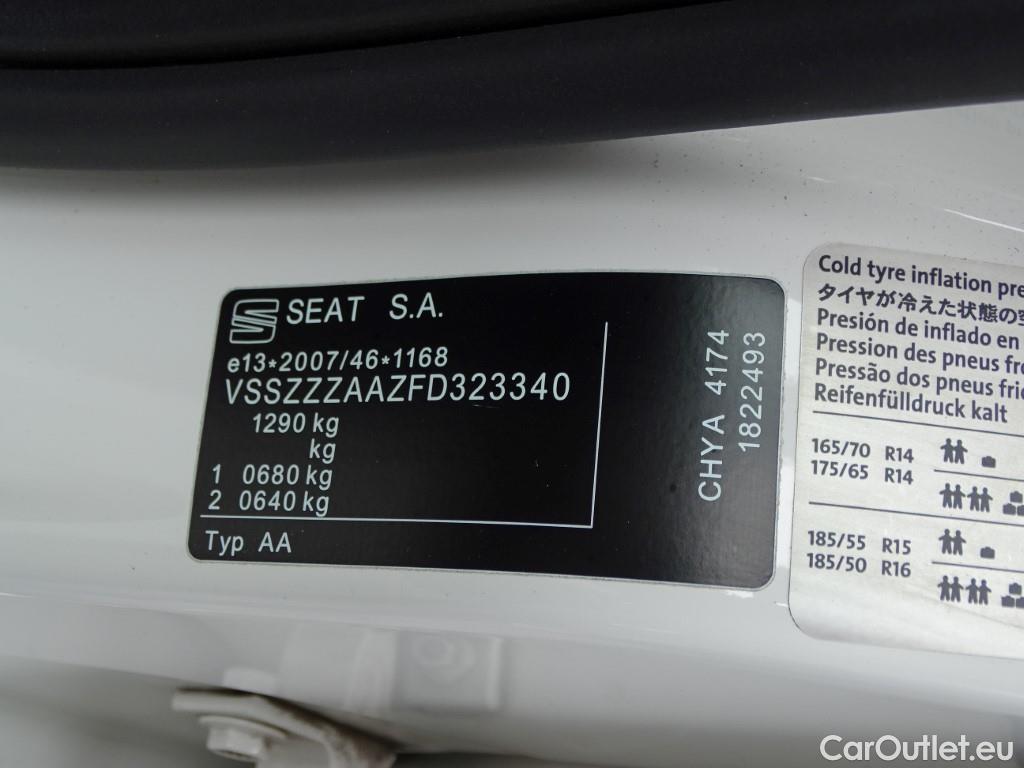 SEAT S.A.
e13*2007/46*1168
VSSZZZAAZFD323340
1290 kg
kg
1 0680 kg
2 0640 kg
Typ AA
CHYA 4174
1822493
Cold tyre inflation
タイヤが冷えた状態の
Presión de inflado en
Pression des pneus
Pressão dos pneus
Reifenfülldruck kalt
165/70 R14
175/65 R14
185/55 R15
185/50 R16
CarOutlet.eu